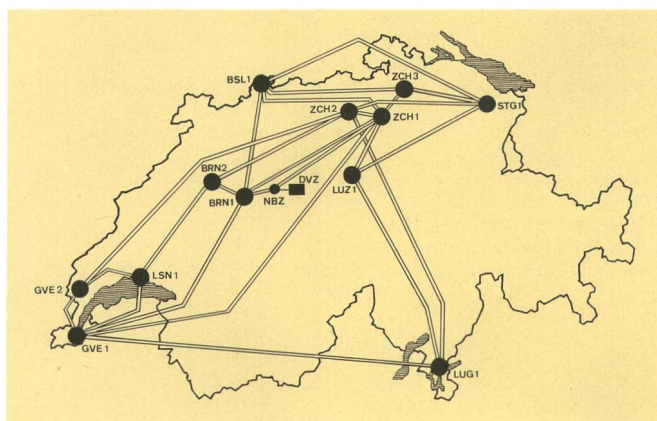 BSL1
ZCH3
ZCH2
ZCH1
STG1
BRN2
DVZ
NBZ
BRN1
LUZ1
LSN1
GVE2
GVE1
LUG1